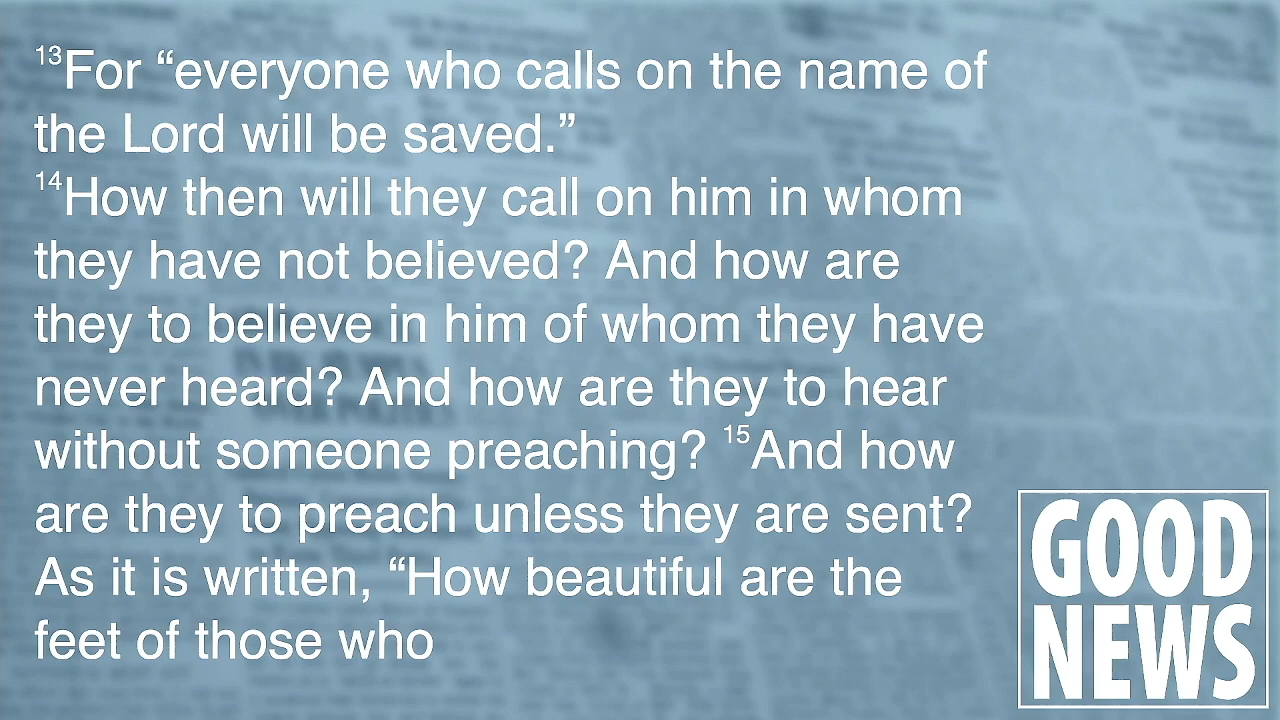 13For “everyone who calls on the name of
the Lord will be saved.”
14How then will they call on him in whom
they have not believed? And how are
they to believe in him of whom they have
never heard? And how are they to hear
without someone preaching? 15And how
are they to preach unless they are sent?
As it is written, “How beautiful are the
feet of those who
GOOD
NEWS